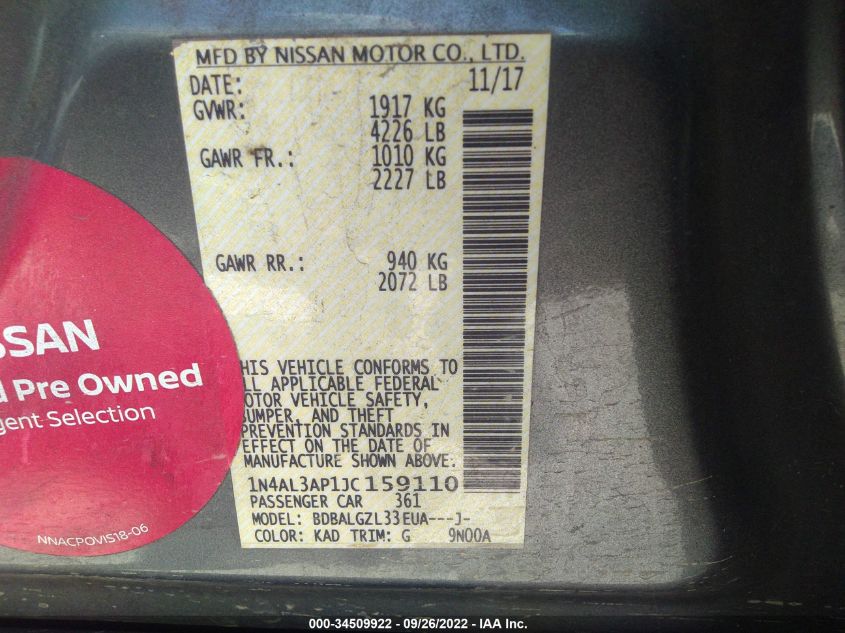 MFD BY NISSAN MOTOR CO., LTD.
DATE: 11/17
GVWR: 1917 KG
4226 LB
GAWR FR.: 1010 KG
2227 LB
GAWR RR.: 940 KG
2072 LB
HIS VEHICLE CONFORMS TO
LL APPLICABLE FEDERAL
OTOR VEHICLE SAFETY,
UMPER, AND THEFT
PREVENTION STANDARDS IN
EFFECT ON THE DATE OF
MANUFACTURE SHOWN ABOVE.
1N4AL3AP1JC159110
PASSENGER CAR 361
MODEL: BDBALGZL33EUA---J-
COLOR: KAD TRIM: G 9N00A
SSAN
d Pre Owned
gent Selection
NNACPOVIS18-06
000-34509922 - 09/26/2022 - IAA Inc.